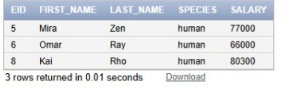 EID FIRST_NAME LAST_NAME SPECIES SALARY
5 Mira Zen human 77000
6 Omar Ray human 66000
8 Kai Rho human 80300
3 rows returned in 0.01 seconds Download